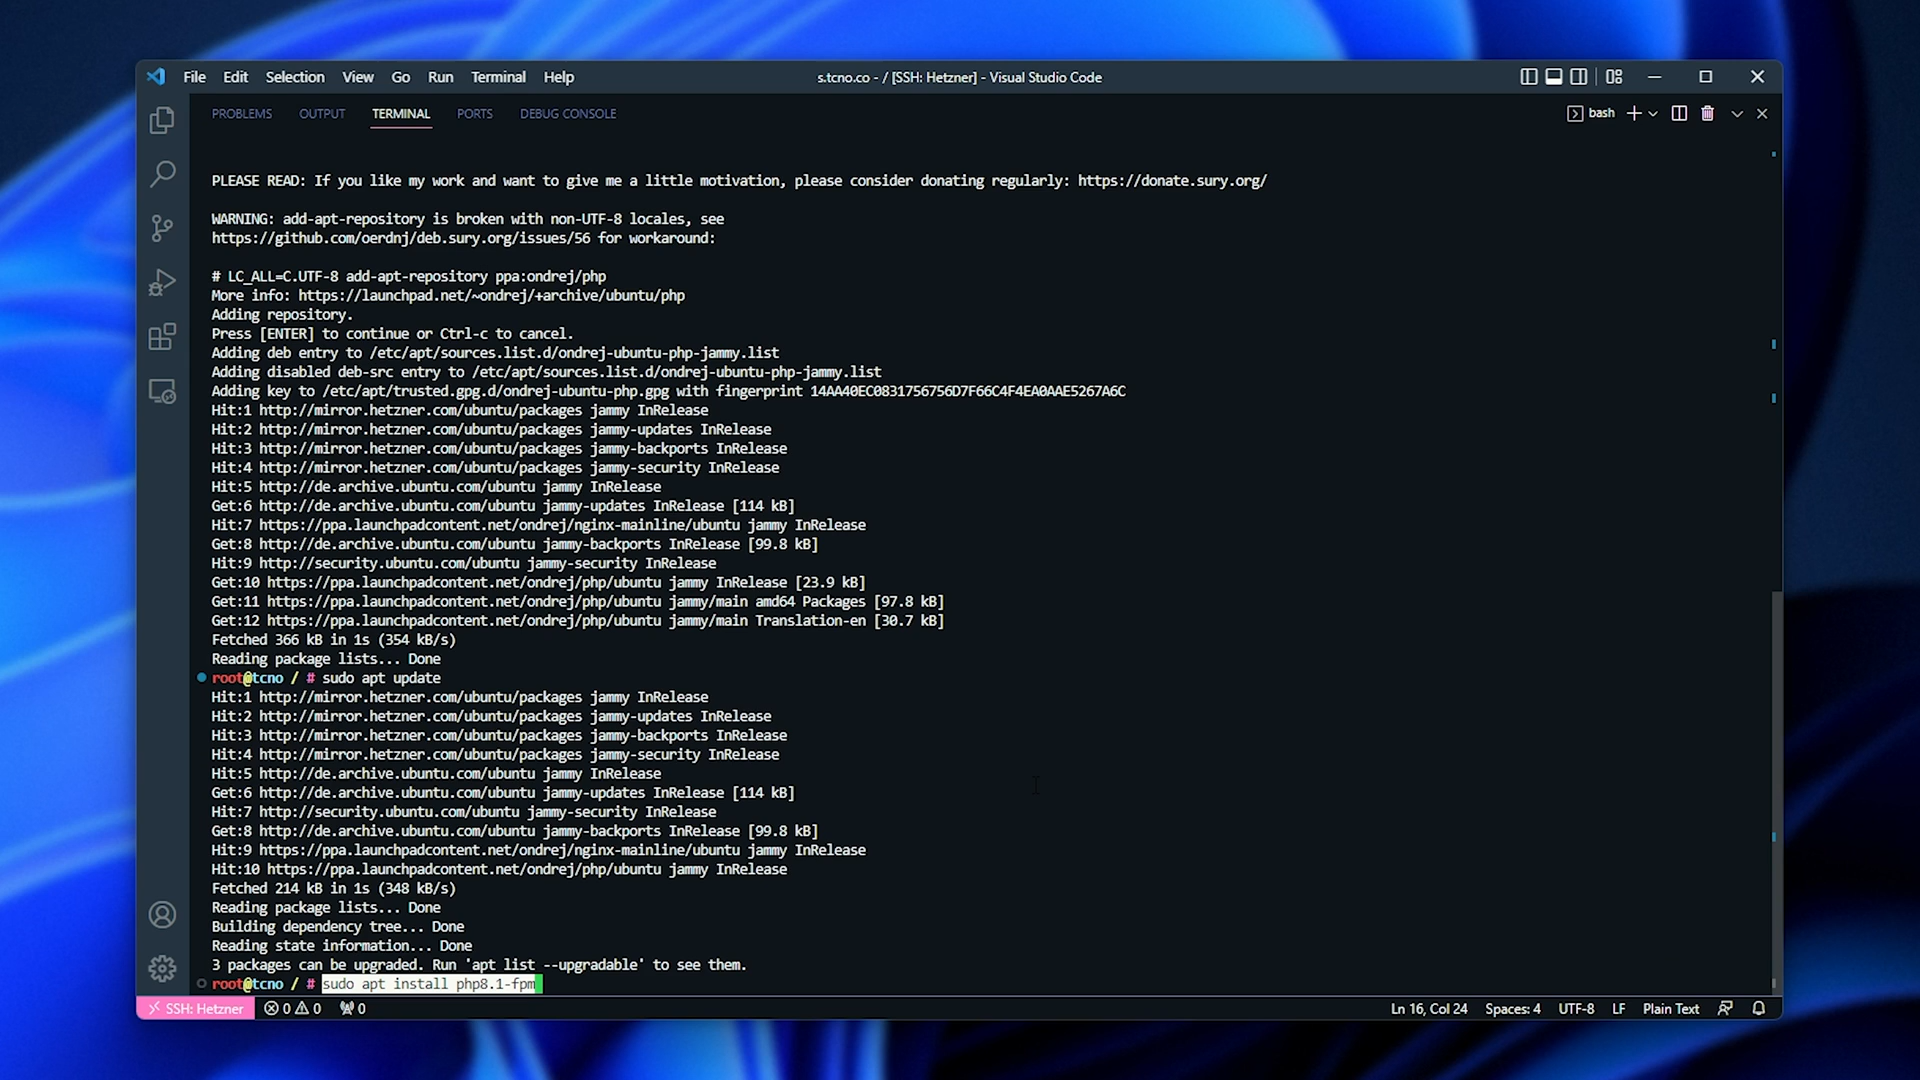 File Edit Selection View Go Run Terminal Help
s.tcno.co - / [SSH: Hetzner] - Visual Studio Code
PROBLEMS OUTPUT TERMINAL PORTS DEBUG CONSOLE
bash
PLEASE READ: If you like my work and want to give me a little motivation, please consider donating regularly: https://donate.sury.org/
WARNING: add-apt-repository is broken with non-UTF-8 locales, see
https://github.com/oerdnj/deb.sury.org/issues/56 for workaround:
# LC_ALL=C.UTF-8 add-apt-repository ppa:ondrej/php
More info: https://launchpad.net/~ondrej/+archive/ubuntu/php
Adding repository.
Press [ENTER] to continue or Ctrl-c to cancel.
Adding deb entry to /etc/apt/sources.list.d/ondrej-ubuntu-php-jammy.list
Adding disabled deb-src entry to /etc/apt/sources.list.d/ondrej-ubuntu-php-jammy.list
Adding key to /etc/apt/trusted.gpg.d/ondrej-ubuntu-php.gpg with fingerprint 14AA40EC0831756756D7F66C4F4EA0AAE5267A6C
Hit:1 http://mirror.hetzner.com/ubuntu/packages jammy InRelease
Hit:2 http://mirror.hetzner.com/ubuntu/packages jammy-updates InRelease
Hit:3 http://mirror.hetzner.com/ubuntu/packages jammy-backports InRelease
Hit:4 http://mirror.hetzner.com/ubuntu/packages jammy-security InRelease
Hit:5 http://de.archive.ubuntu.com/ubuntu jammy InRelease
Get:6 http://de.archive.ubuntu.com/ubuntu jammy-updates InRelease [114 kB]
Hit:7 https://ppa.launchpadcontent.net/ondrej/nginx-mainline/ubuntu jammy InRelease
Get:8 http://de.archive.ubuntu.com/ubuntu jammy-backports InRelease [99.8 kB]
Hit:9 http://security.ubuntu.com/ubuntu jammy-security InRelease
Get:10 https://ppa.launchpadcontent.net/ondrej/php/ubuntu jammy InRelease [23.9 kB]
Get:11 https://ppa.launchpadcontent.net/ondrej/php/ubuntu jammy/main amd64 Packages [97.8 kB]
Get:12 https://ppa.launchpadcontent.net/ondrej/php/ubuntu jammy/main Translation-en [30.7 kB]
Fetched 366 kB in 1s (354 kB/s)
Reading package lists... Done
root@tcno / # sudo apt update
Hit:1 http://mirror.hetzner.com/ubuntu/packages jammy InRelease
Hit:2 http://mirror.hetzner.com/ubuntu/packages jammy-updates InRelease
Hit:3 http://mirror.hetzner.com/ubuntu/packages jammy-backports InRelease
Hit:4 http://mirror.hetzner.com/ubuntu/packages jammy-security InRelease
Hit:5 http://de.archive.ubuntu.com/ubuntu jammy InRelease
Get:6 http://de.archive.ubuntu.com/ubuntu jammy-updates InRelease [114 kB]
Hit:7 http://security.ubuntu.com/ubuntu jammy-security InRelease
Get:8 http://de.archive.ubuntu.com/ubuntu jammy-backports InRelease [99.8 kB]
Hit:9 https://ppa.launchpadcontent.net/ondrej/nginx-mainline/ubuntu jammy InRelease
Hit:10 https://ppa.launchpadcontent.net/ondrej/php/ubuntu jammy InRelease
Fetched 214 kB in 1s (348 kB/s)
Reading package lists... Done
Building dependency tree... Done
Reading state information... Done
3 packages can be upgraded. Run 'apt list --upgradable' to see them.
root@tcno / # sudo apt install php8.1-fpm
SSH: Hetzner 0 0 0 Ln 16, Col 24 Spaces: 4 UTF-8 LF Plain Text